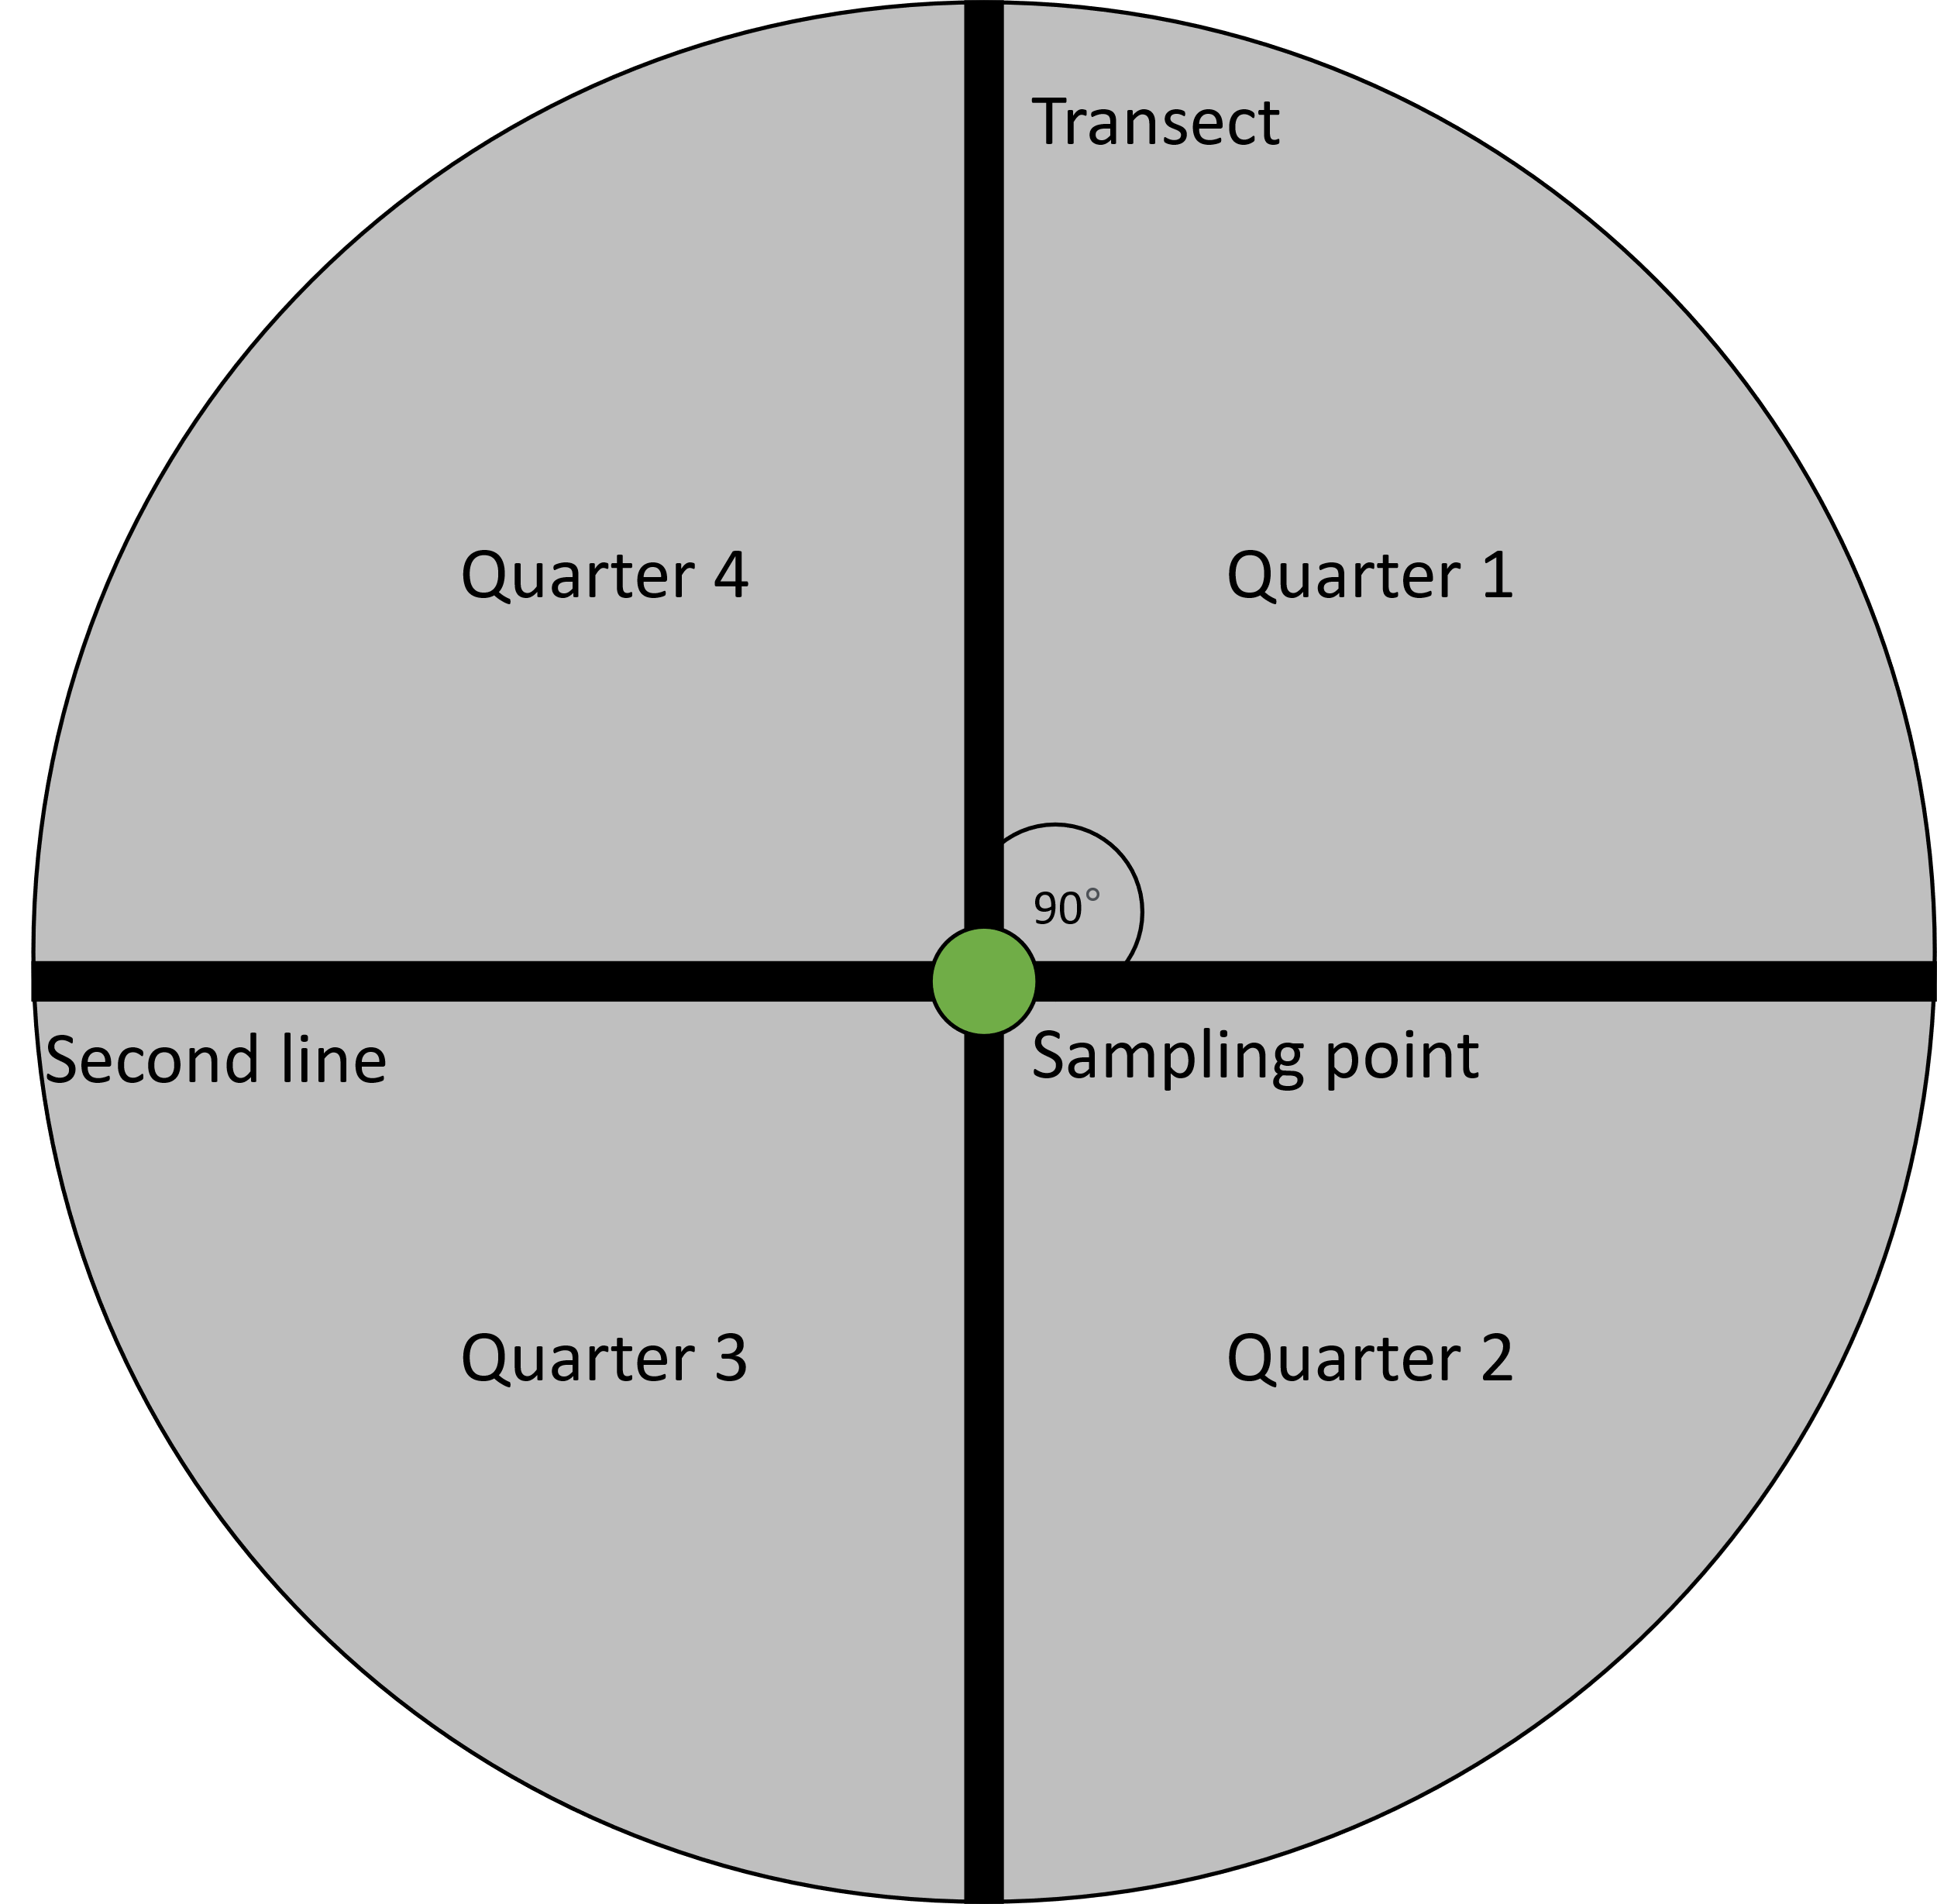 Transect
Quarter 4
Quarter 1
90°
Second line
Sampling point
Quarter 3
Quarter 2